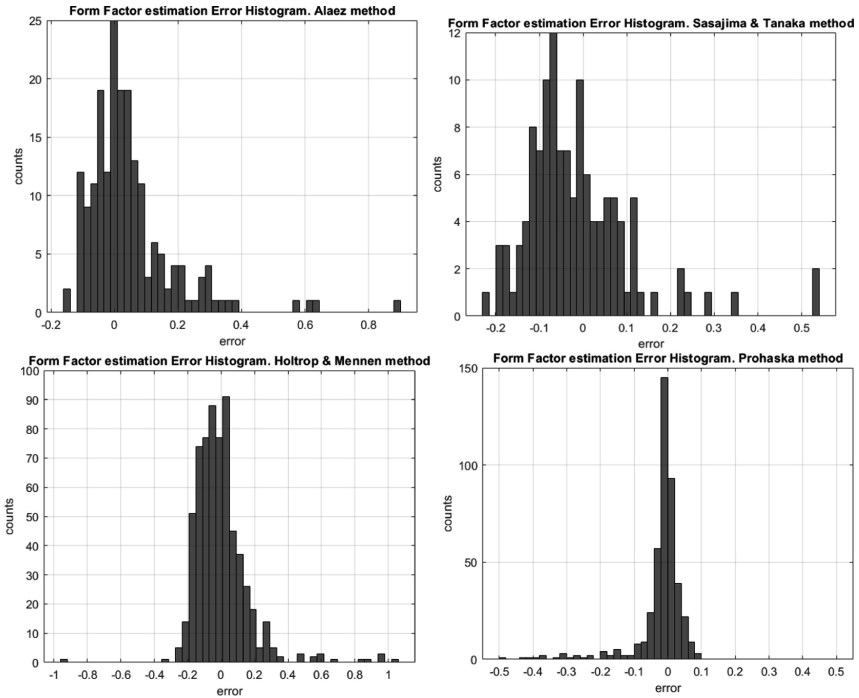 Form Factor estimation Error Histogram. Alaez method
25
20
15
10
5
0
counts
-0.2 0 0.2 0.4 0.6 0.8
error
Form Factor estimation Error Histogram. Sasajima & Tanaka method
12
10
8
6
4
2
0
counts
-0.2 -0.1 0 0.1 0.2 0.3 0.4 0.5
error
Form Factor estimation Error Histogram. Holtrop & Mennen method
100
90
80
70
60
50
40
30
20
10
0
counts
-1 -0.8 -0.6 -0.4 -0.2 0 0.2 0.4 0.6 0.8 1
error
Form Factor estimation Error Histogram. Prohaska method
150
100
50
0
counts
-0.5 -0.4 -0.3 -0.2 -0.1 0 0.1 0.2 0.3 0.4 0.5
error